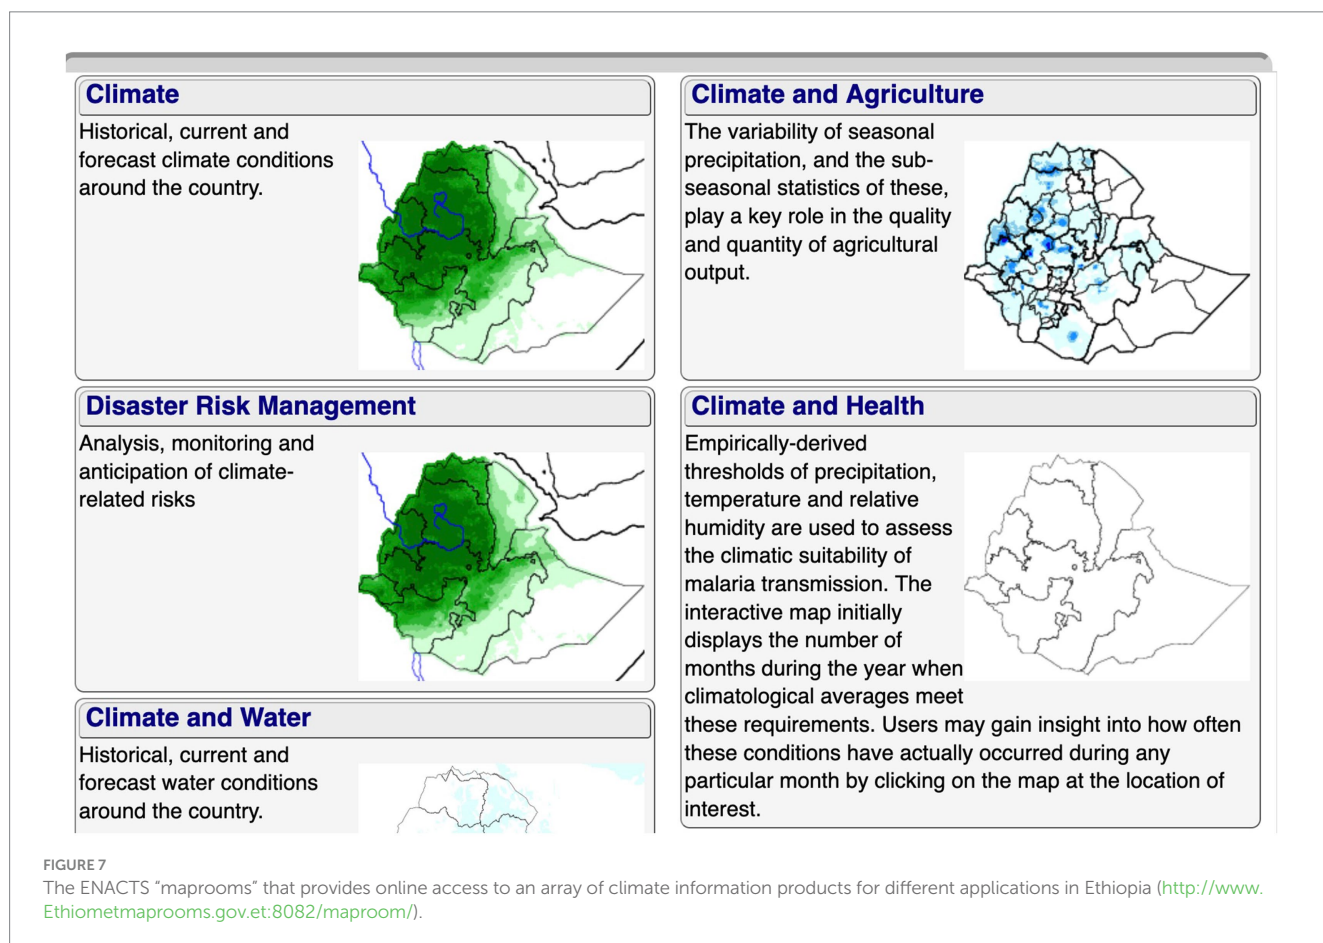 Climate
Historical, current and
forecast climate conditions
around the country.
Disaster Risk Management
Analysis, monitoring and
anticipation of climate-
related risks
Climate and Water
Historical, current and
forecast water conditions
around the country.
Climate and Agriculture
The variability of seasonal
precipitation, and the sub-
seasonal statistics of these,
play a key role in the quality
and quantity of agricultural
output.
Climate and Health
Empirically-derived
thresholds of precipitation,
temperature and relative
humidity are used to assess
the climatic suitability of
malaria transmission. The
interactive map initially
displays the number of
months during the year when
climatological averages meet
these requirements. Users may gain insight into how often
these conditions have actually occurred during any
particular month by clicking on the map at the location of
interest.
FIGURE 7
The ENACTS “maprooms” that provides online access to an array of climate information products for different applications in Ethiopia (http://www.
Ethiometmaprooms.gov.et:8082/maproom/).